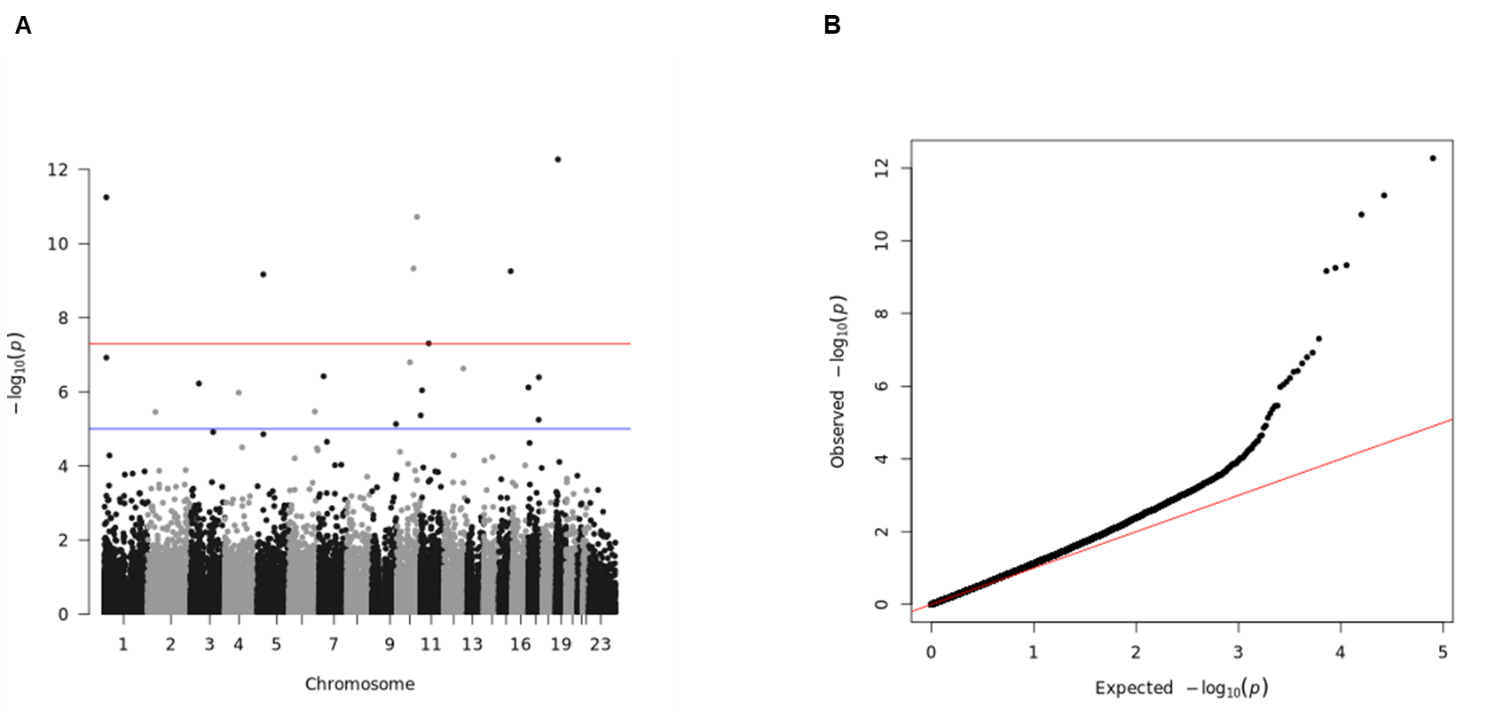 A
B
−log₁₀(p)
12
10
8
6
4
2
0
1 2 3 4 5 7 9 11 13 16 19 23
Chromosome
Observed −log₁₀(p)
12
10
8
6
4
2
0
0 1 2 3 4 5
Expected −log₁₀(p)